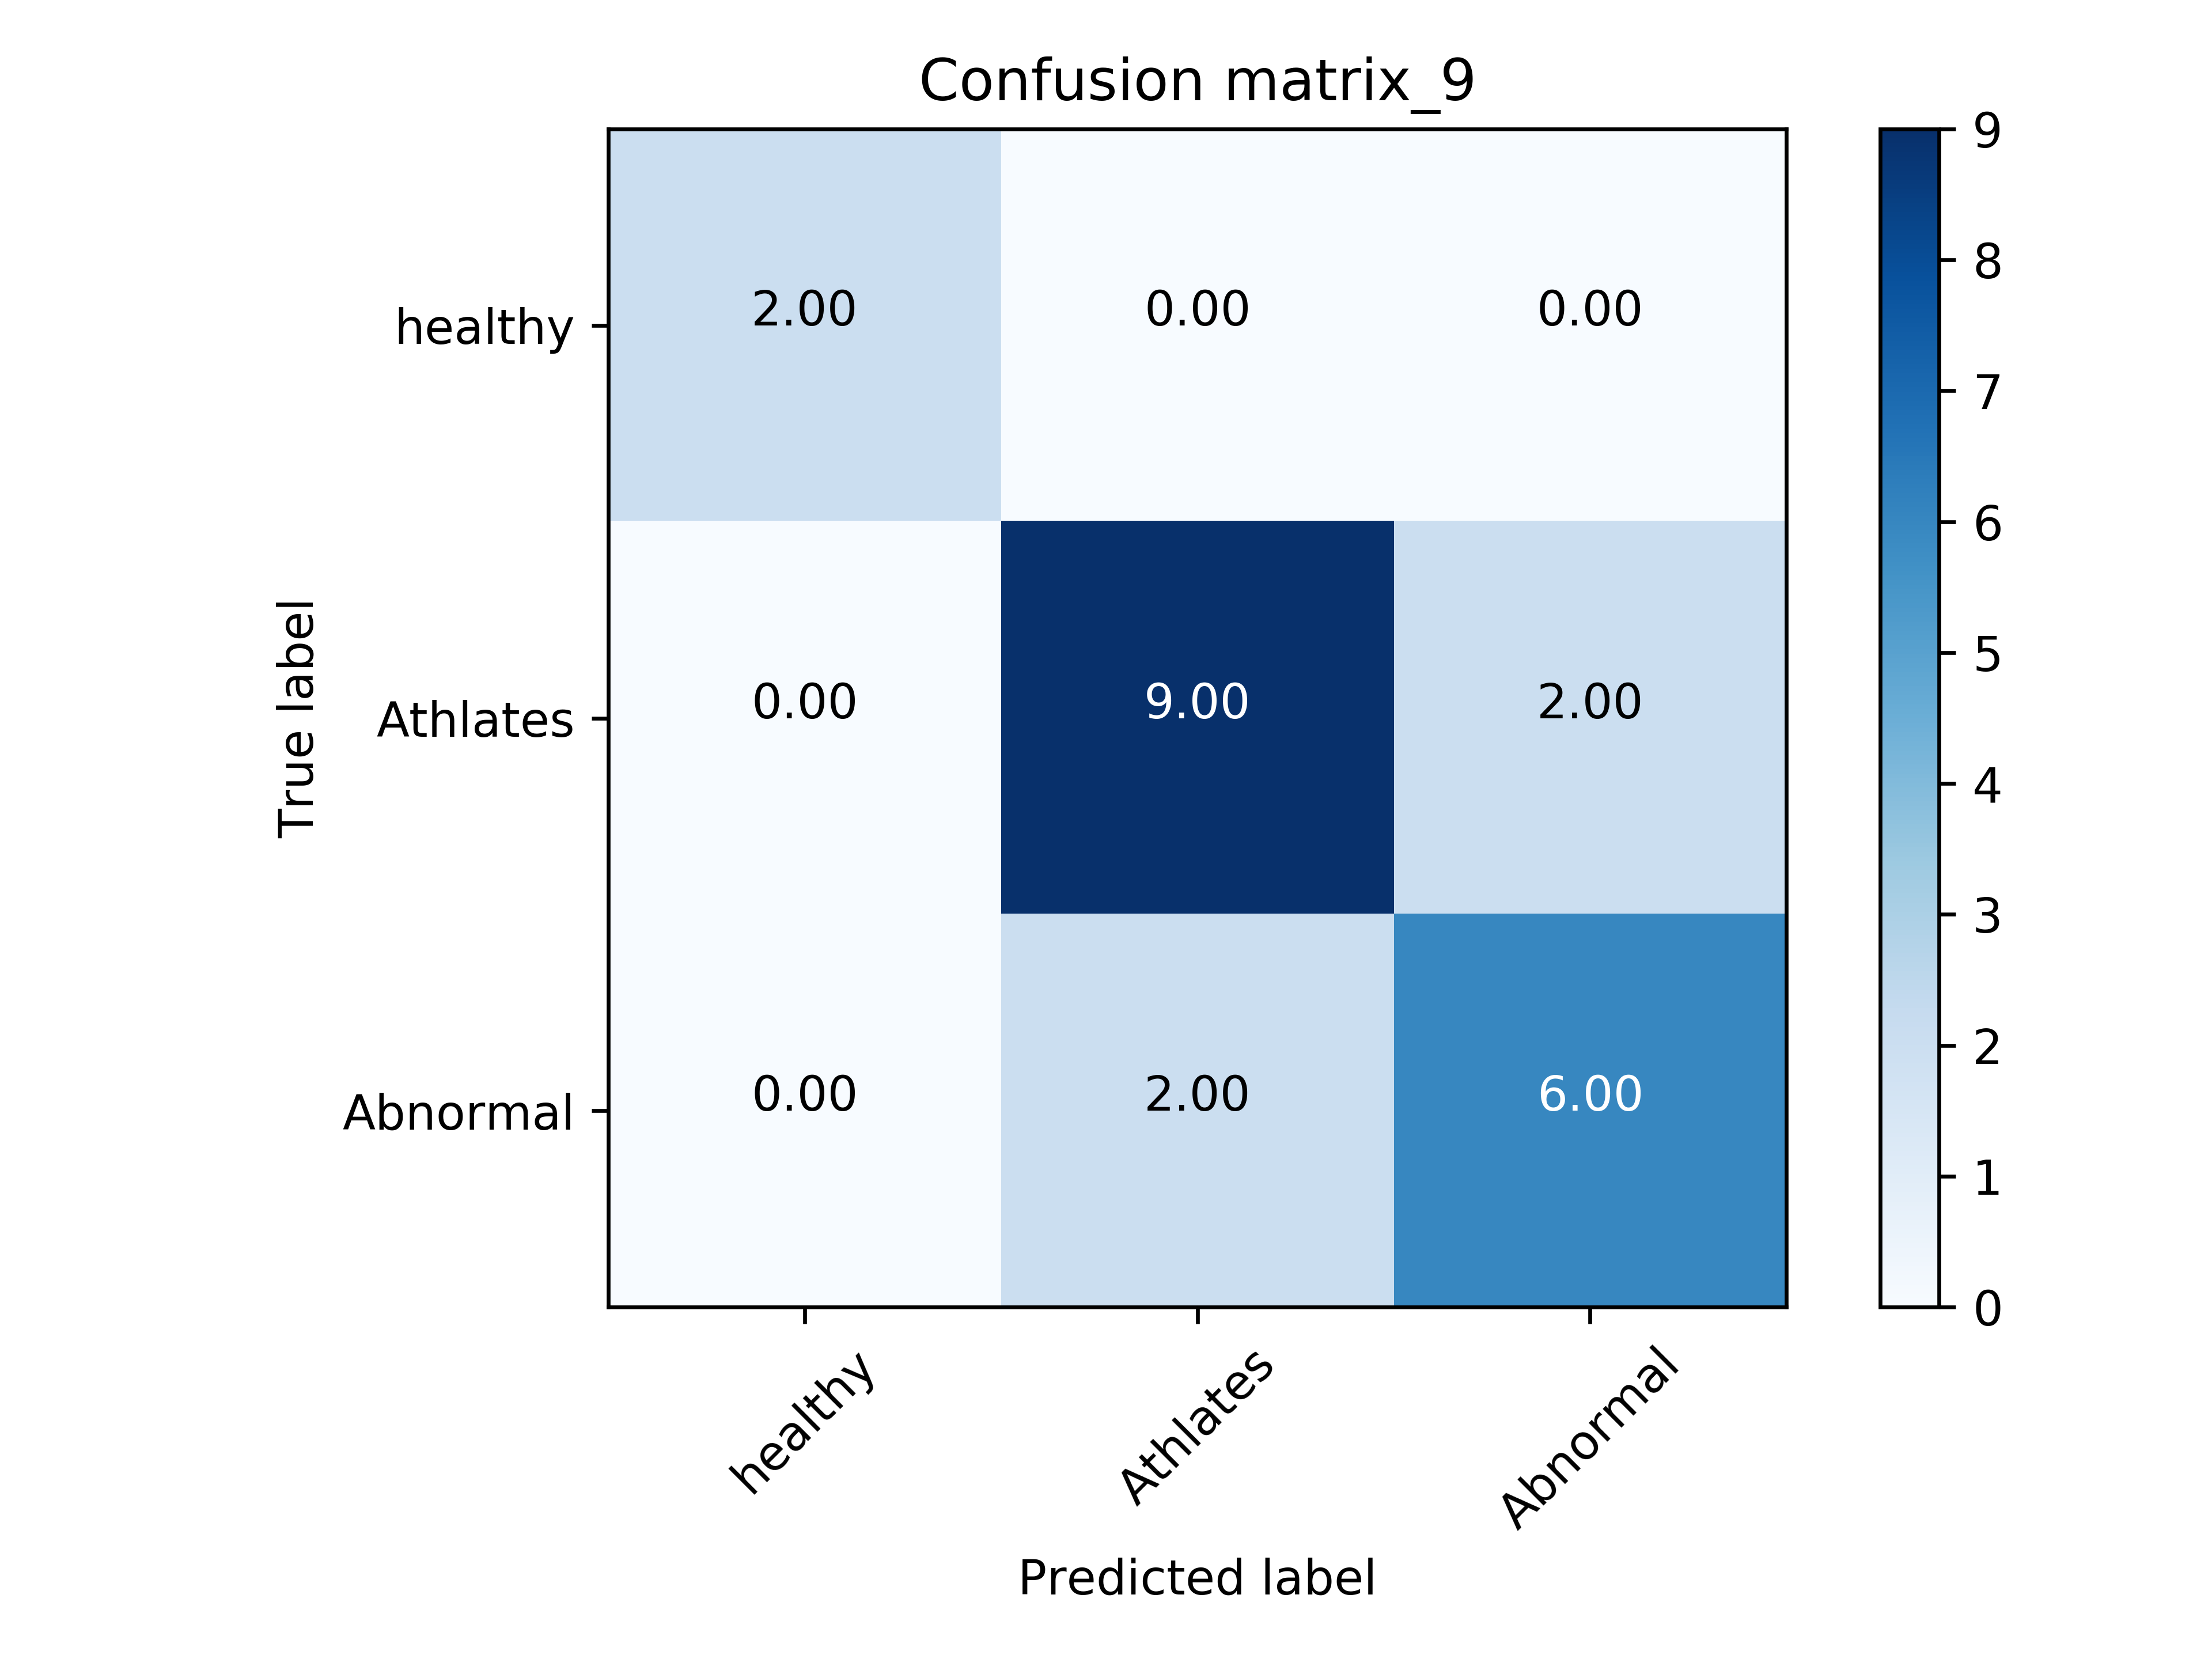 Confusion matrix_9
True label
healthy
Athlates
Abnormal
2.00 0.00 0.00
0.00 9.00 2.00
0.00 2.00 6.00
healthy
Athlates
Abnormal
Predicted label
9
8
7
6
5
4
3
2
1
0